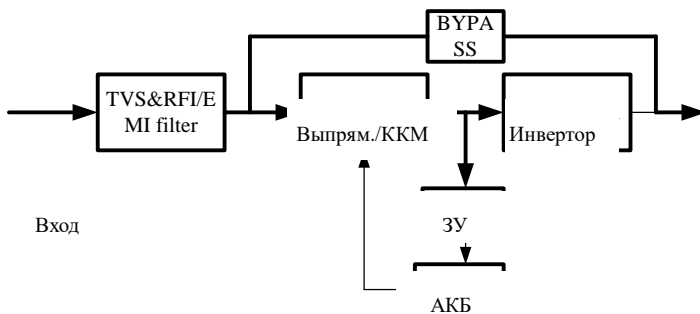 BYPA
SS
TVS&RFI/E
MI filter
Выпрям./ККМ
Инвертор
Вход
ЗУ
АКБ